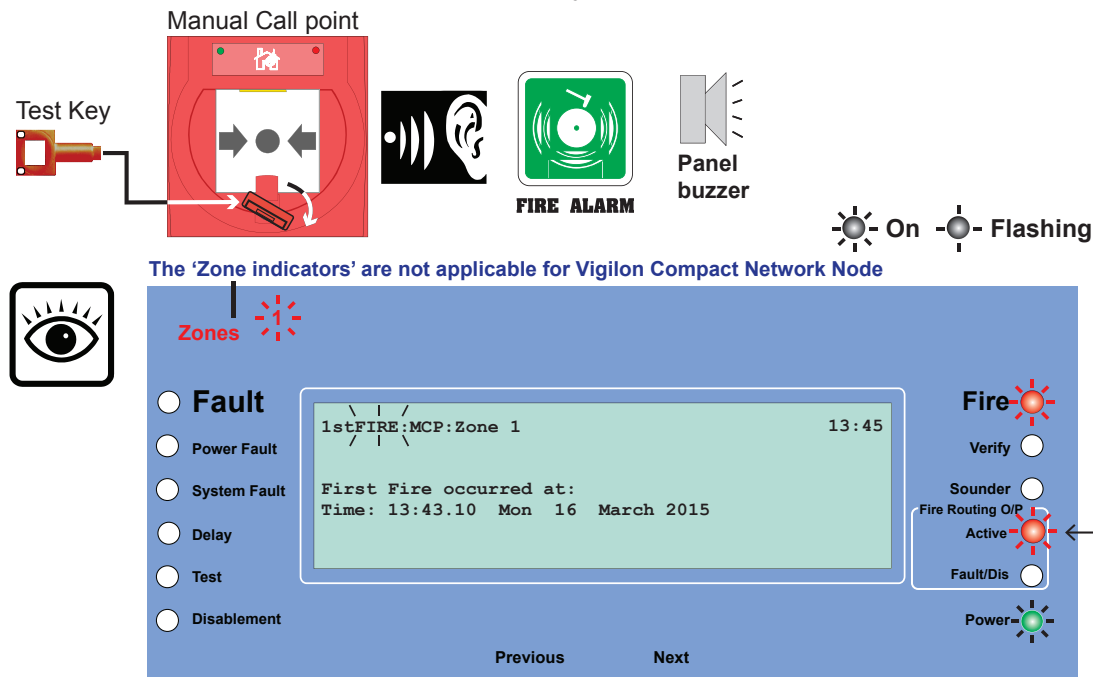 Manual Call point
Test Key
FIRE ALARM
Panel
buzzer
On Flashing
The ‘Zone indicators’ are not applicable for Vigilon Compact Network Node
Zones 1
Fault
Power Fault
System Fault
Delay
Test
Disablement
1stFIRE:MCP:Zone 1 13:45
First Fire occurred at:
Time: 13:43.10 Mon 16 March 2015
Fire
Verify
Sounder
Fire Routing O/P
Active
Fault/Dis
Power
Previous Next